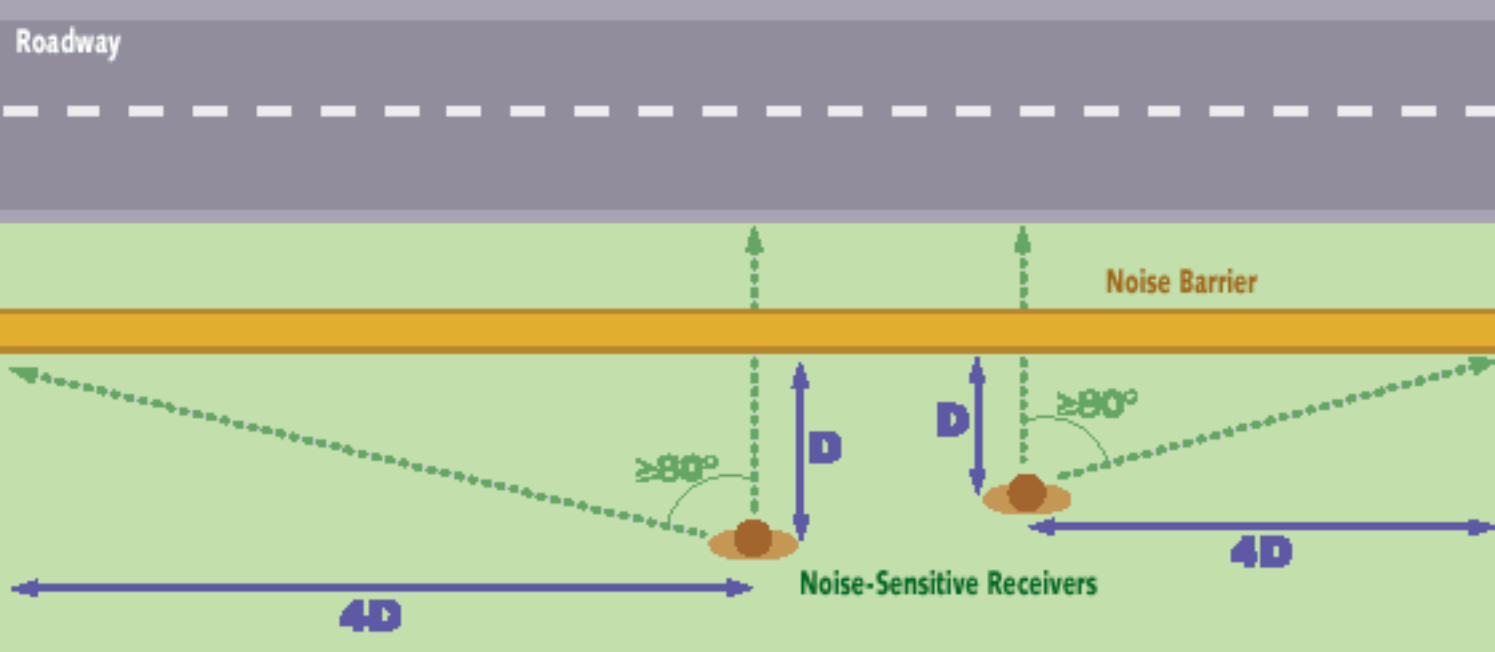 Roadway
Noise Barrier
≥80°
D
D
≥80°
4D
Noise-Sensitive Receivers
4D